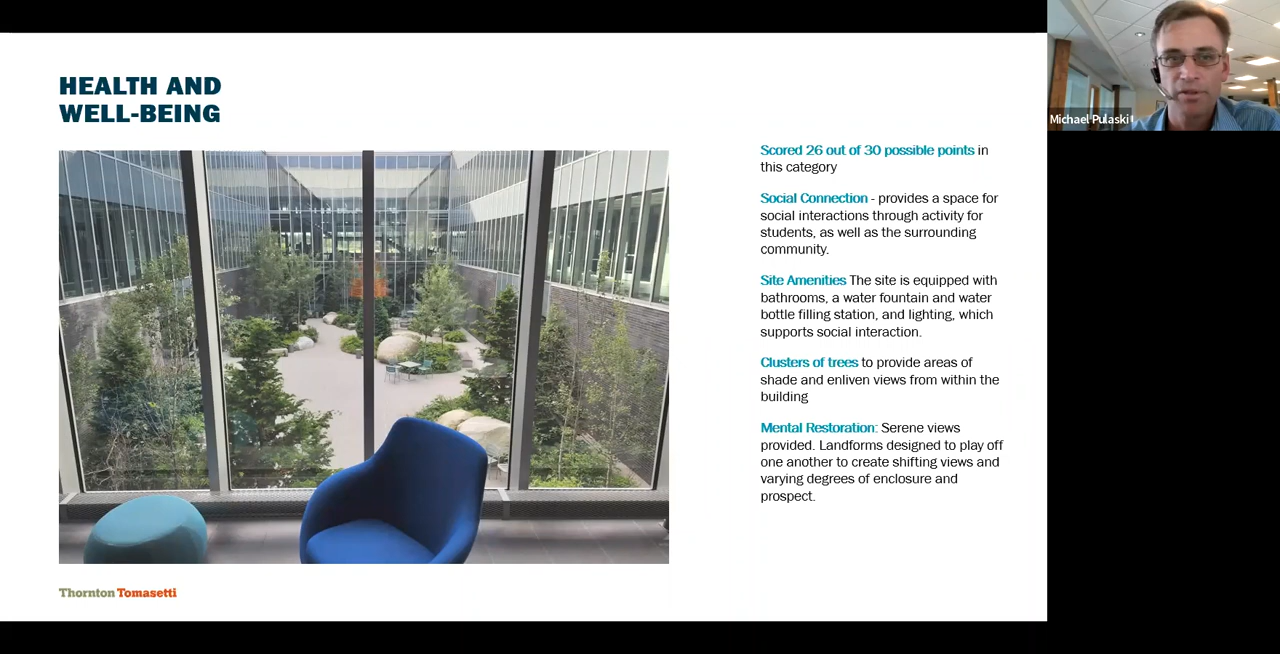 HEALTH AND
WELL-BEING
Scored 26 out of 30 possible points in
this category
Social Connection - provides a space for
social interactions through activity for
students, as well as the surrounding
community.
Site Amenities The site is equipped with
bathrooms, a water fountain and water
bottle filling station, and lighting, which
supports social interaction.
Clusters of trees to provide areas of
shade and enliven views from within the
building
Mental Restoration: Serene views
provided. Landforms designed to play off
one another to create shifting views and
varying degrees of enclosure and
prospect.
Thornton Tomasetti
Michael Pulaski